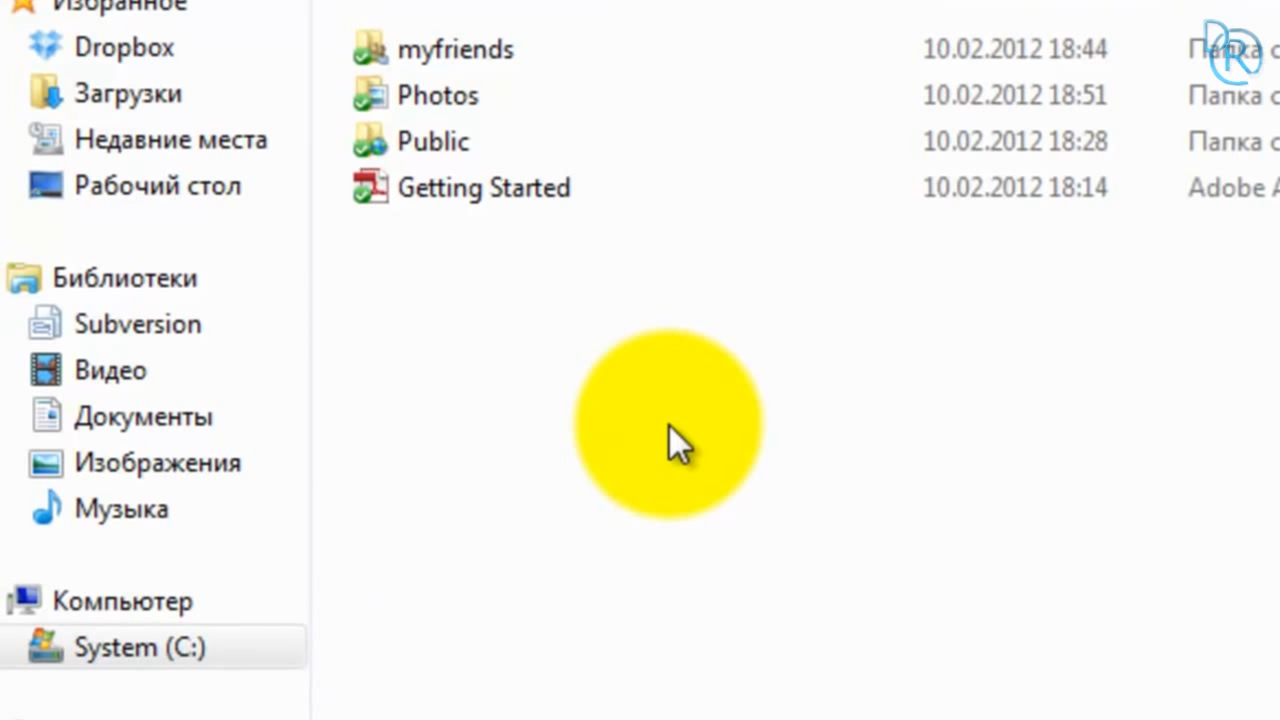 Избранное
Dropbox
Загрузки
Недавние места
Рабочий стол
Библиотеки
Subversion
Видео
Документы
Изображения
Музыка
Компьютер
System (C:)
myfriends 10.02.2012 18:44 Папка с
Photos 10.02.2012 18:51 Папка с
Public 10.02.2012 18:28 Папка с
Getting Started 10.02.2012 18:14 Adobe A